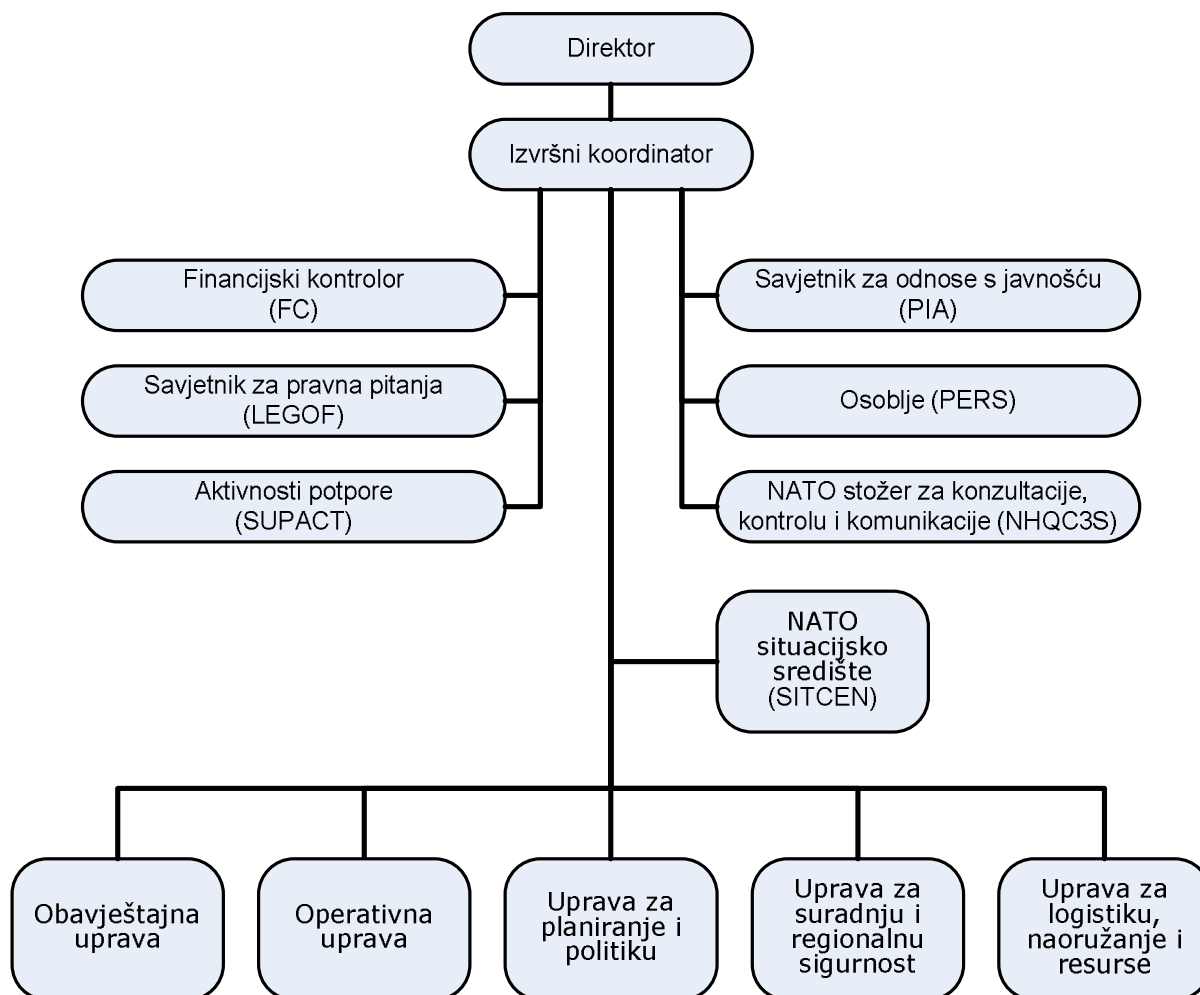 Direktor
Izvršni koordinator
Financijski kontrolor
(FC)
Savjetnik za odnose s javnošću
(PIA)
Savjetnik za pravna pitanja
(LEGOF)
Osoblje (PERS)
Aktivnosti potpore
(SUPACT)
NATO stožer za konzultacije,
kontrolu i komunikacije (NHQC3S)
NATO
situacijsko
središte
(SITCEN)
Obavještajna
uprava
Operativna
uprava
Uprava za
planiranje i
politiku
Uprava za
suradnju i
regionalnu
sigurnost
Uprava za
logistiku,
naoružanje i
resurse